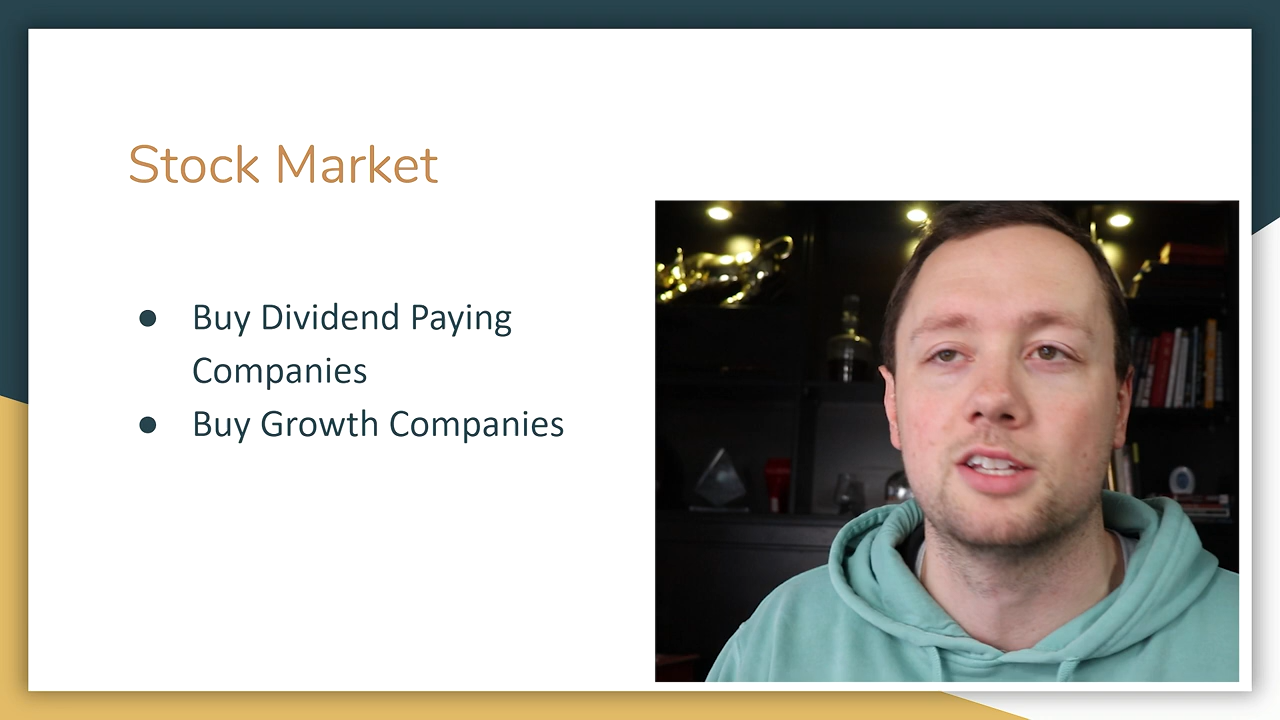 Stock Market
● Buy Dividend Paying
Companies
● Buy Growth Companies